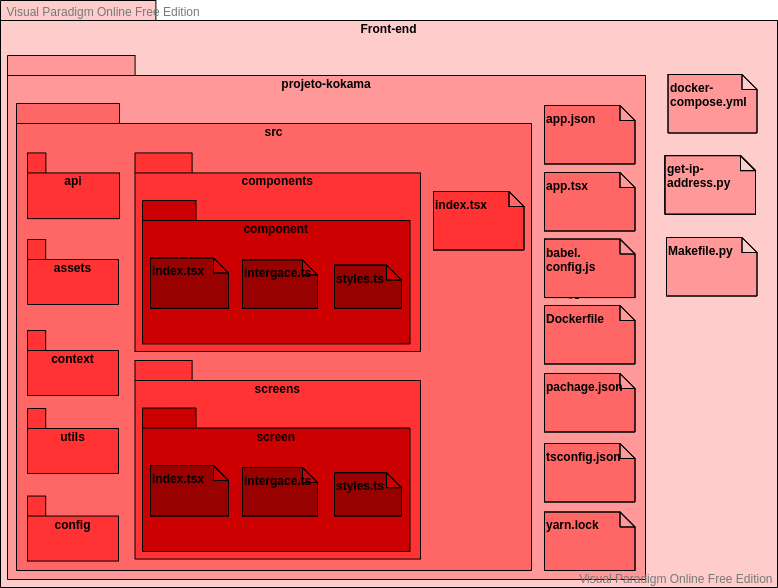 Visual Paradigm Online Free Edition
Front-end
projeto-kokama
src
api
assets
context
utils
config
components
component
index.tsx
intergace.ts
styles.ts
screens
screen
index.tsx
intergace.ts
styles.ts
index.tsx
app.json
app.tsx
babel.
config.js
Dockerfile
pachage.json
tsconfig.json
yarn.lock
docker-
compose.yml
get-ip-
address.py
Makefile.py
Visual Paradigm Online Free Edition